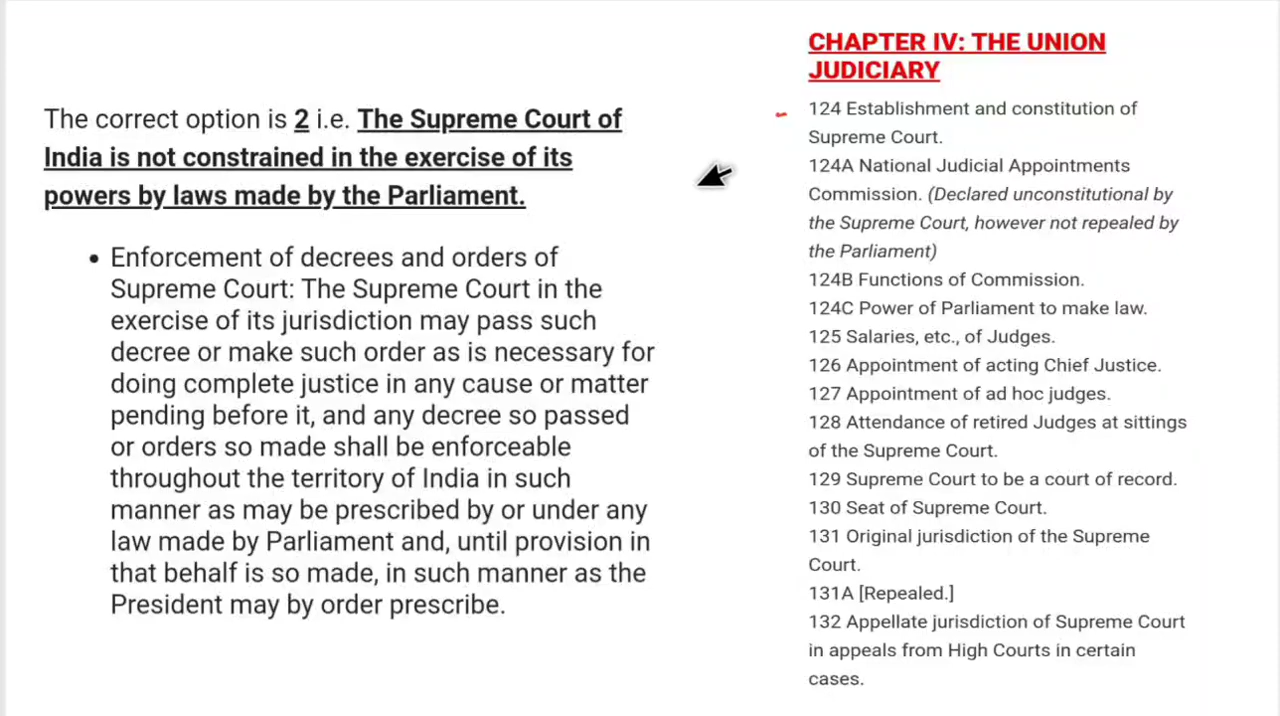 The correct option is 2 i.e. The Supreme Court of
India is not constrained in the exercise of its
powers by laws made by the Parliament.
• Enforcement of decrees and orders of
Supreme Court: The Supreme Court in the
exercise of its jurisdiction may pass such
decree or make such order as is necessary for
doing complete justice in any cause or matter
pending before it, and any decree so passed
or orders so made shall be enforceable
throughout the territory of India in such
manner as may be prescribed by or under any
law made by Parliament and, until provision in
that behalf is so made, in such manner as the
President may by order prescribe.
CHAPTER IV: THE UNION
JUDICIARY
124 Establishment and constitution of
Supreme Court.
124A National Judicial Appointments
Commission. (Declared unconstitutional by
the Supreme Court, however not repealed by
the Parliament)
124B Functions of Commission.
124C Power of Parliament to make law.
125 Salaries, etc., of Judges.
126 Appointment of acting Chief Justice.
127 Appointment of ad hoc judges.
128 Attendance of retired Judges at sittings
of the Supreme Court.
129 Supreme Court to be a court of record.
130 Seat of Supreme Court.
131 Original jurisdiction of the Supreme
Court.
131A [Repealed.]
132 Appellate jurisdiction of Supreme Court
in appeals from High Courts in certain
cases.